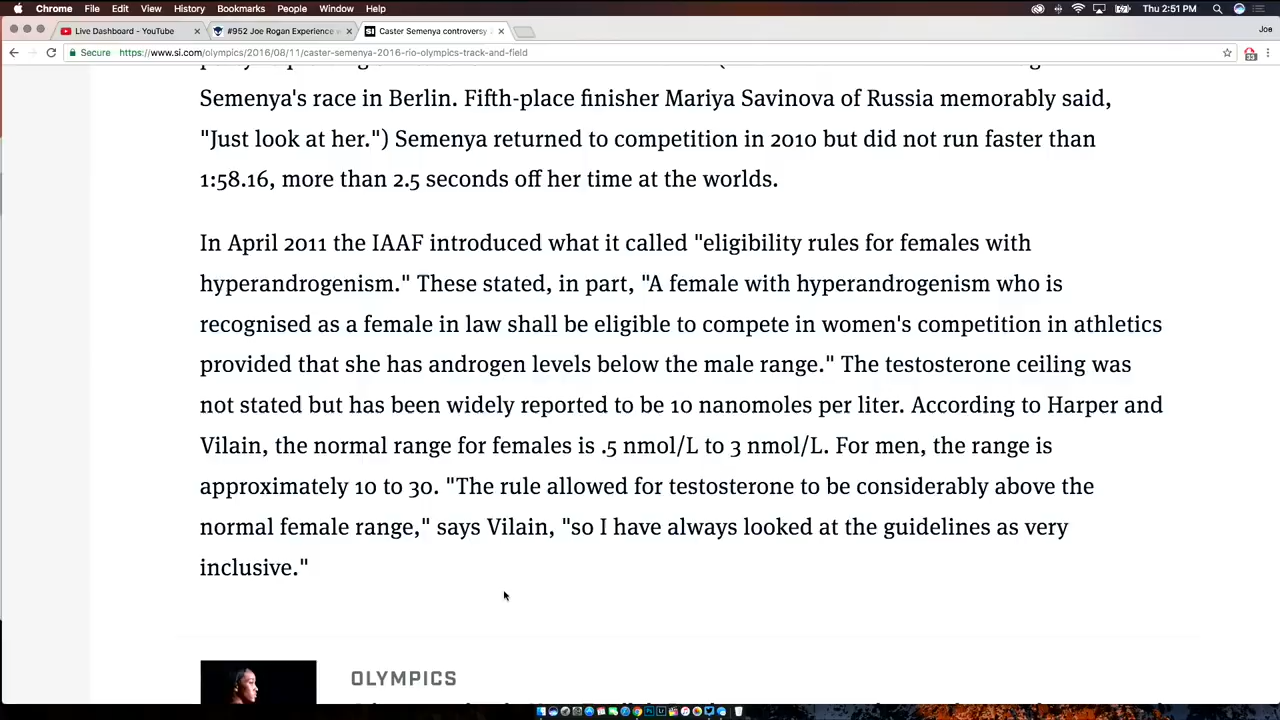 Chrome File Edit View History Bookmarks People Window Help Thu 2:51 PM
Live Dashboard - YouTube #952 Joe Rogan Experience w Caster Semenya controversy Joe
Secure https://www.si.com/olympics/2016/08/11/caster-semenya-2016-rio-olympics-track-and-field
Semenya's race in Berlin. Fifth-place finisher Mariya Savinova of Russia memorably said,
"Just look at her.") Semenya returned to competition in 2010 but did not run faster than
1:58.16, more than 2.5 seconds off her time at the worlds.
In April 2011 the IAAF introduced what it called "eligibility rules for females with
hyperandrogenism." These stated, in part, "A female with hyperandrogenism who is
recognised as a female in law shall be eligible to compete in women's competition in athletics
provided that she has androgen levels below the male range." The testosterone ceiling was
not stated but has been widely reported to be 10 nanomoles per liter. According to Harper and
Vilain, the normal range for females is .5 nmol/L to 3 nmol/L. For men, the range is
approximately 10 to 30. "The rule allowed for testosterone to be considerably above the
normal female range," says Vilain, "so I have always looked at the guidelines as very
inclusive."
OLYMPICS